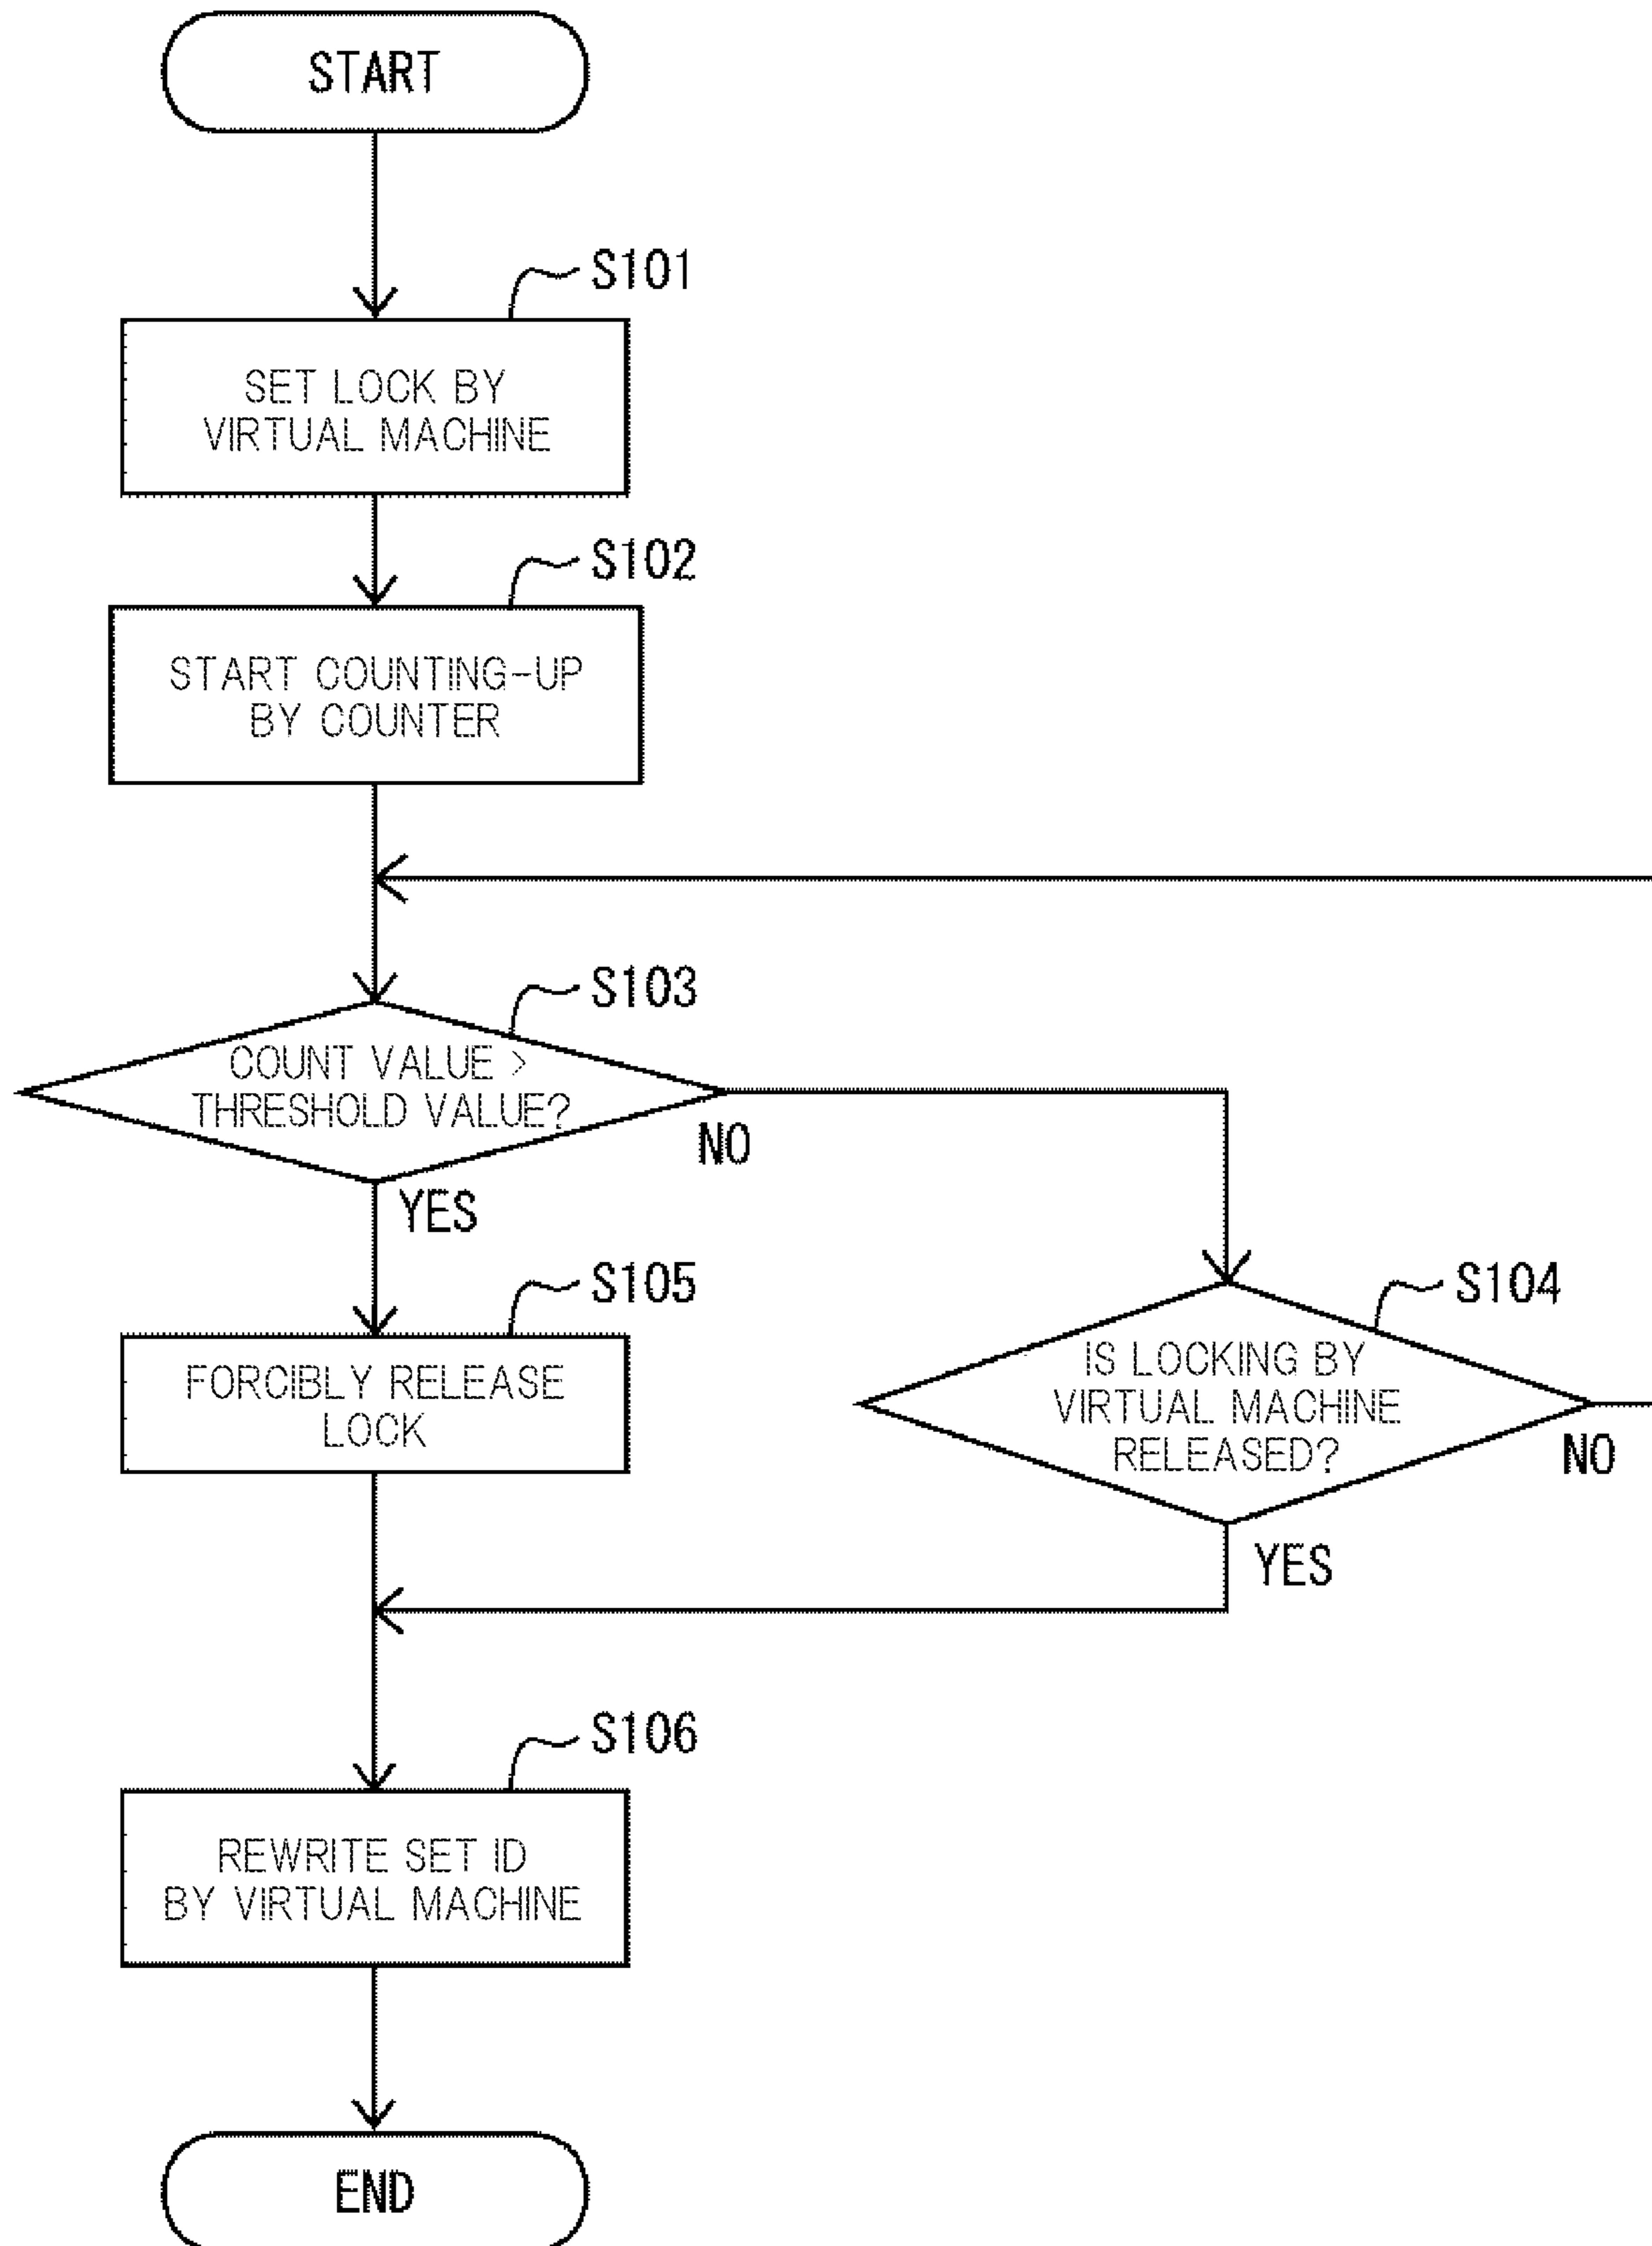 START
S101
SET LOCK BY
VIRTUAL MACHINE
S102
START COUNTING-UP
BY COUNTER
S103
COUNT VALUE >
THRESHOLD VALUE?
NO
YES
S105
FORCIBLY RELEASE
LOCK
S104
IS LOCKING BY
VIRTUAL MACHINE
RELEASED?
NO
YES
S106
REWRITE SET ID
BY VIRTUAL MACHINE
END